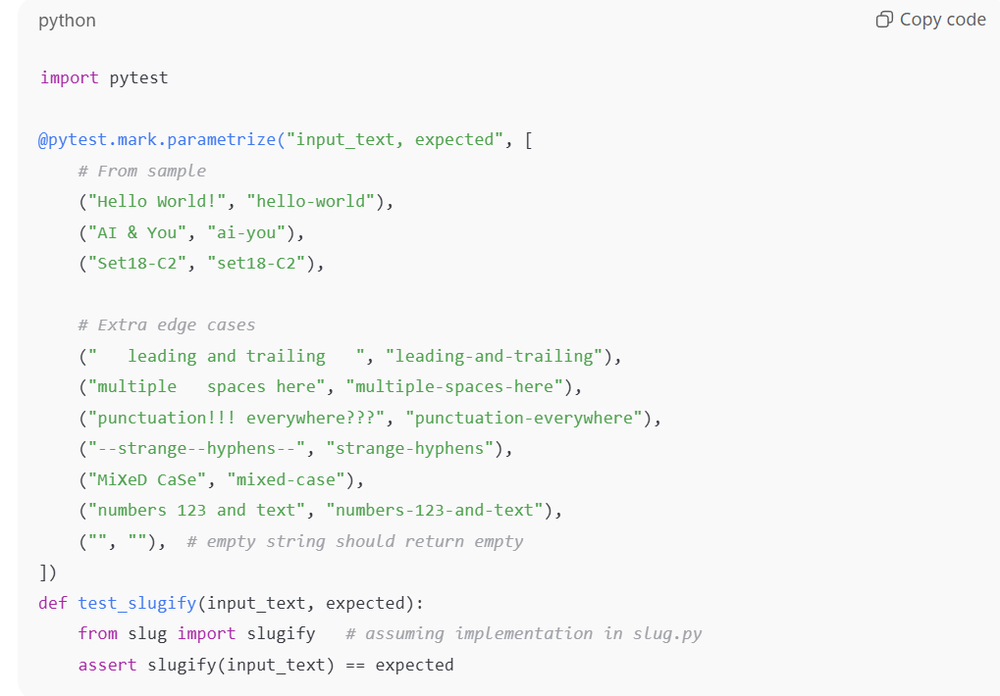 python
Copy code
import pytest
@pytest.mark.parametrize("input_text, expected", [
    # From sample
    ("Hello World!", "hello-world"),
    ("AI & You", "ai-you"),
    ("Set18-C2", "set18-C2"),
    # Extra edge cases
    ("   leading and trailing   ", "leading-and-trailing"),
    ("multiple   spaces here", "multiple-spaces-here"),
    ("punctuation!!! everywhere???", "punctuation-everywhere"),
    ("--strange--hyphens--", "strange-hyphens"),
    ("MiXeD CaSe", "mixed-case"),
    ("numbers 123 and text", "numbers-123-and-text"),
    ("", ""),  # empty string should return empty
])
def test_slugify(input_text, expected):
    from slug import slugify   # assuming implementation in slug.py
    assert slugify(input_text) == expected